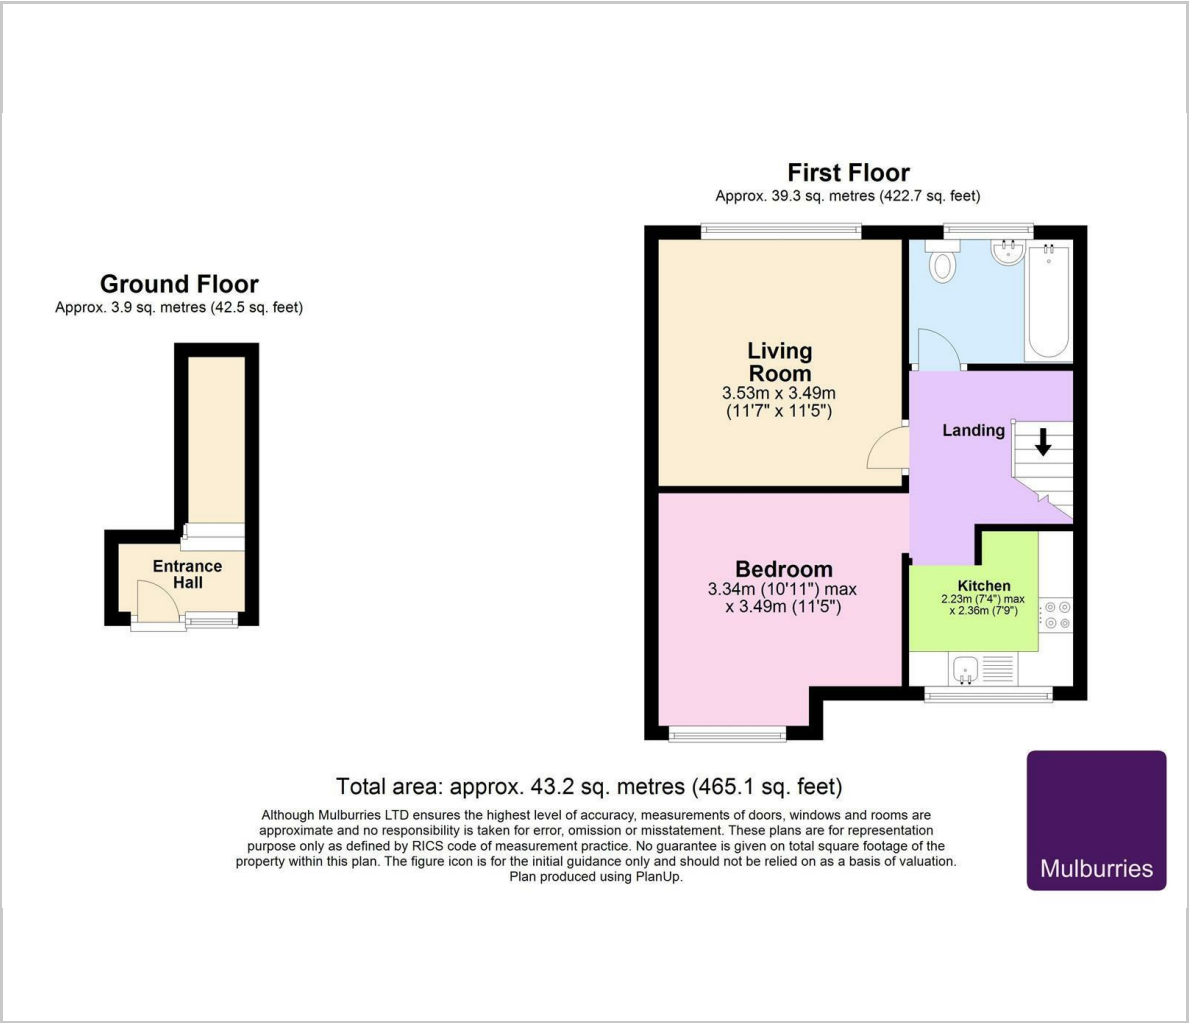 First Floor
Approx. 39.3 sq. metres (422.7 sq. feet)
Ground Floor
Approx. 3.9 sq. metres (42.5 sq. feet)
Living
Room
3.53m x 3.49m
(11'7" x 11'5")
Landing
Entrance
Hall
Bedroom
3.34m (10'11") max
x 3.49m (11'5")
Kitchen
2.23m (7'4") max
x 2.36m (7'9")
Total area: approx. 43.2 sq. metres (465.1 sq. feet)
Although Mulburries LTD ensures the highest level of accuracy, measurements of doors, windows and rooms are
approximate and no responsibility is taken for error, omission or misstatement. These plans are for representation
purpose only as defined by RICS code of measurement practice. No guarantee is given on total square footage of the
property within this plan. The figure icon is for the initial guidance only and should not be relied on as a basis of valuation.
Plan produced using PlanUp.
Mulburries